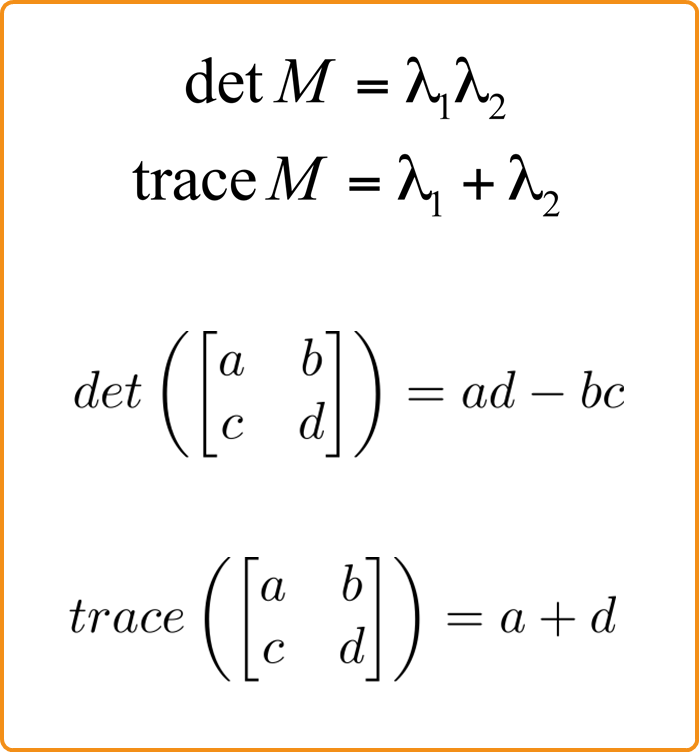 det M = λ₁λ₂
trace M = λ₁ + λ₂
det([a b
c d]) = ad − bc
trace([a b
c d]) = a + d